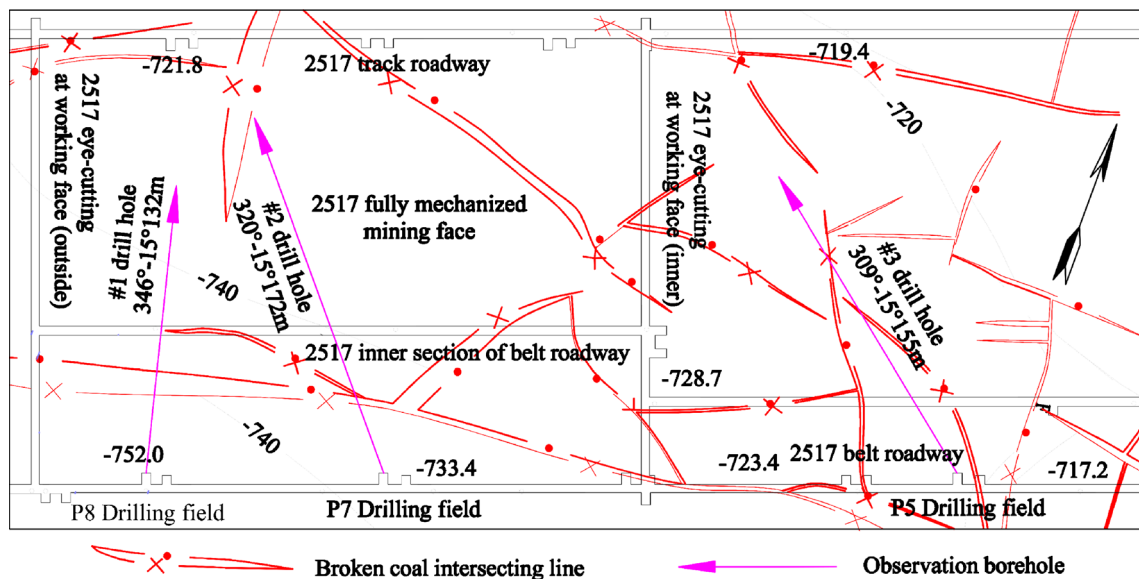 -721.8
2517 track roadway
-719.4
-720
2517 eye-cutting
at working face (outside)
2517 eye-cutting
at working face (inner)
#1 drill hole
346°-15°132m
#2 drill hole
320°-15°172m
2517 fully mechanized
mining face
#3 drill hole
309°-15°155m
-740
2517 inner section of belt roadway
-728.7
F
-740
-752.0
-733.4
-723.4
2517 belt roadway
-717.2
P8 Drilling field
P7 Drilling field
P5 Drilling field
Broken coal intersecting line
Observation borehole